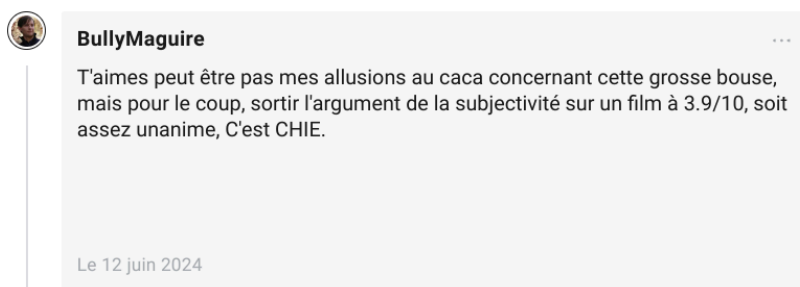 BullyMaguire
...
T'aimes peut être pas mes allusions au caca concernant cette grosse bouse,
mais pour le coup, sortir l'argument de la subjectivité sur un film à 3.9/10, soit
assez unanime, C'est CHIE.
Le 12 juin 2024